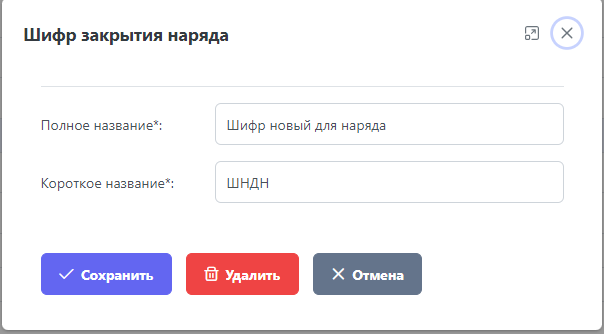 Шифр закрытия наряда
Полное название*:
Шифр новый для наряда
Короткое название*:
ШНДН
Сохранить
Удалить
Отмена